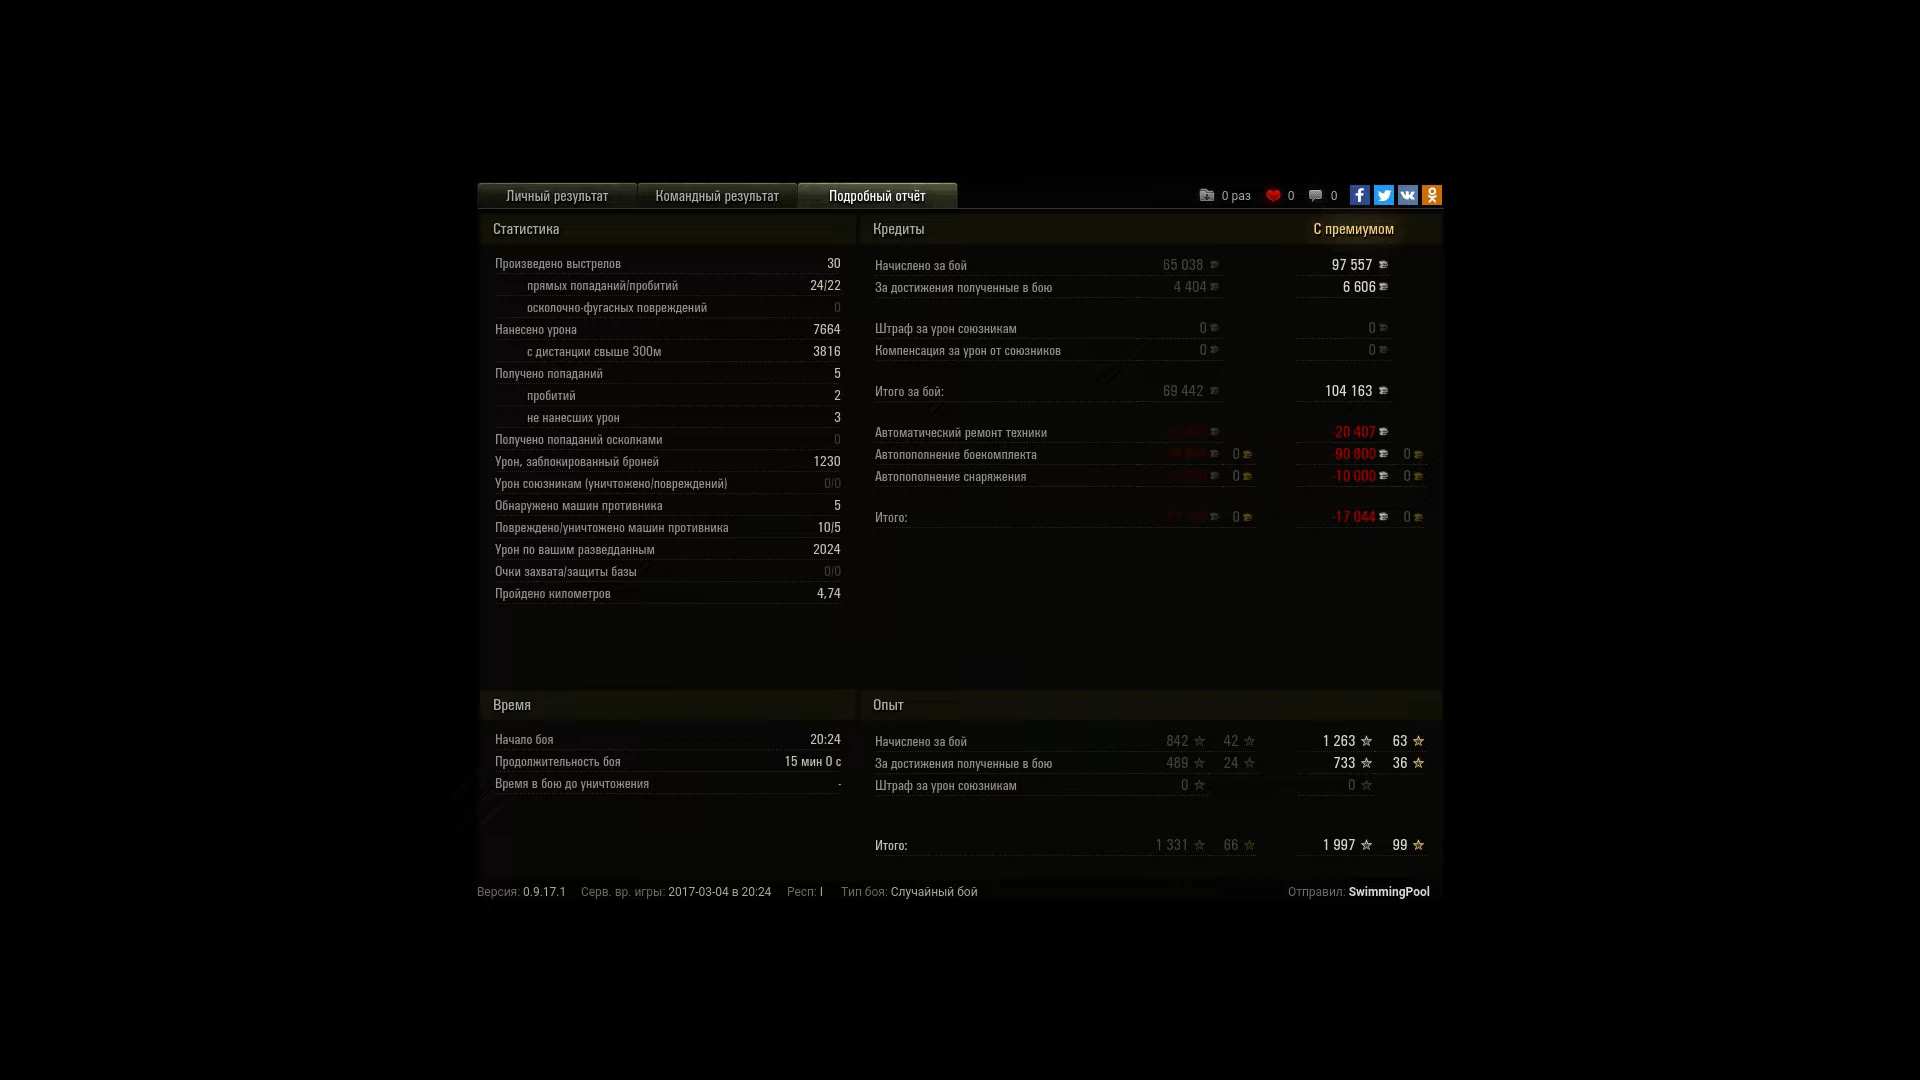 Личный результат Командный результат Подробный отчёт 0 раз 0 0
Статистика
Произведено выстрелов 30
прямых попаданий/пробитий 24/22
осколочно-фугасных повреждений 0
Нанесено урона 7664
с дистанции свыше 300м 3816
Получено попаданий 5
пробитий 2
не нанесших урон 3
Получено попаданий осколками 0
Урон, заблокированный броней 1230
Урон союзникам (уничтожено/повреждений) 0/0
Обнаружено машин противника 5
Повреждено/уничтожено машин противника 10/5
Урон по вашим разведданным 2024
Очки захвата/защиты базы 0/0
Пройдено километров 4,74
Кредиты С премиумом
Начислено за бой 65 038 97 557
За достижения полученные в бою 4 404 6 606
Штраф за урон союзникам 0 0
Компенсация за урон от союзников 0 0
Итого за бой: 69 442 104 163
Автоматический ремонт техники -20 407
Автопополнение боекомплекта 0 -90 800 0
Автопополнение снаряжения 0 -10 000 0
Итого: 0 -17 044 0
Время
Начало боя 20:24
Продолжительность боя 15 мин 0 с
Время в бою до уничтожения -
Опыт
Начислено за бой 842 42 1 263 63
За достижения полученные в бою 489 24 733 36
Штраф за урон союзникам 0 0
Итого: 1 331 66 1 997 99
Версия: 0.9.17.1 Серв. вр. игры: 2017-03-04 в 20:24 Респ: I Тип боя: Случайный бой Отправил: SwimmingPool